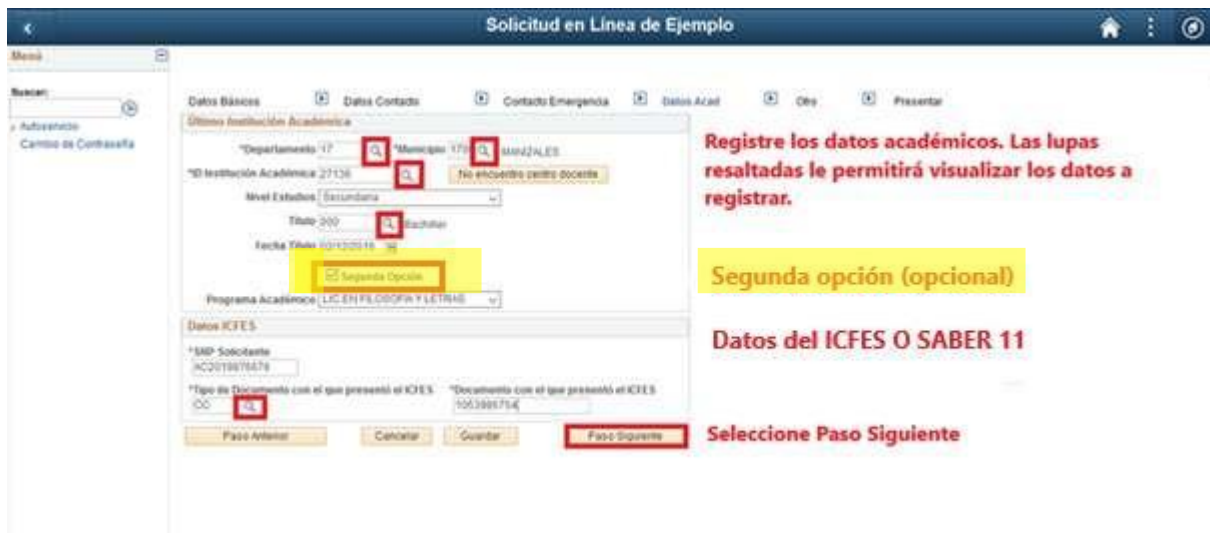 Solicitud en Línea de Ejemplo
Menú
Buscar:
Autoservicio
Cambio de Contraseña
Datos Básicos Datos Contacto Contacto Emergencia Datos Acad Otro Presentar
Último Institución Académica
*Departamento 17 *Municipio 170 MANIZALES
*ID Institución Académica 27136 No encuentro centro docente
Nivel Estudios Secundaria
Título 200 Bachiller
Fecha Título
Segunda Opción
Programa Académico LIC EN FILOSOFIA Y LETRAS
Datos ICFES
*SNP Solicitante
*Tipo de Documento con el que presentó el ICFES *Documento con el que presentó el ICFES
CC
Paso Anterior Cancelar Guardar Paso Siguiente
Registre los datos académicos. Las lupas
resaltadas le permitirá visualizar los datos a
registrar.
Segunda opción (opcional)
Datos del ICFES O SABER 11
Seleccione Paso Siguiente